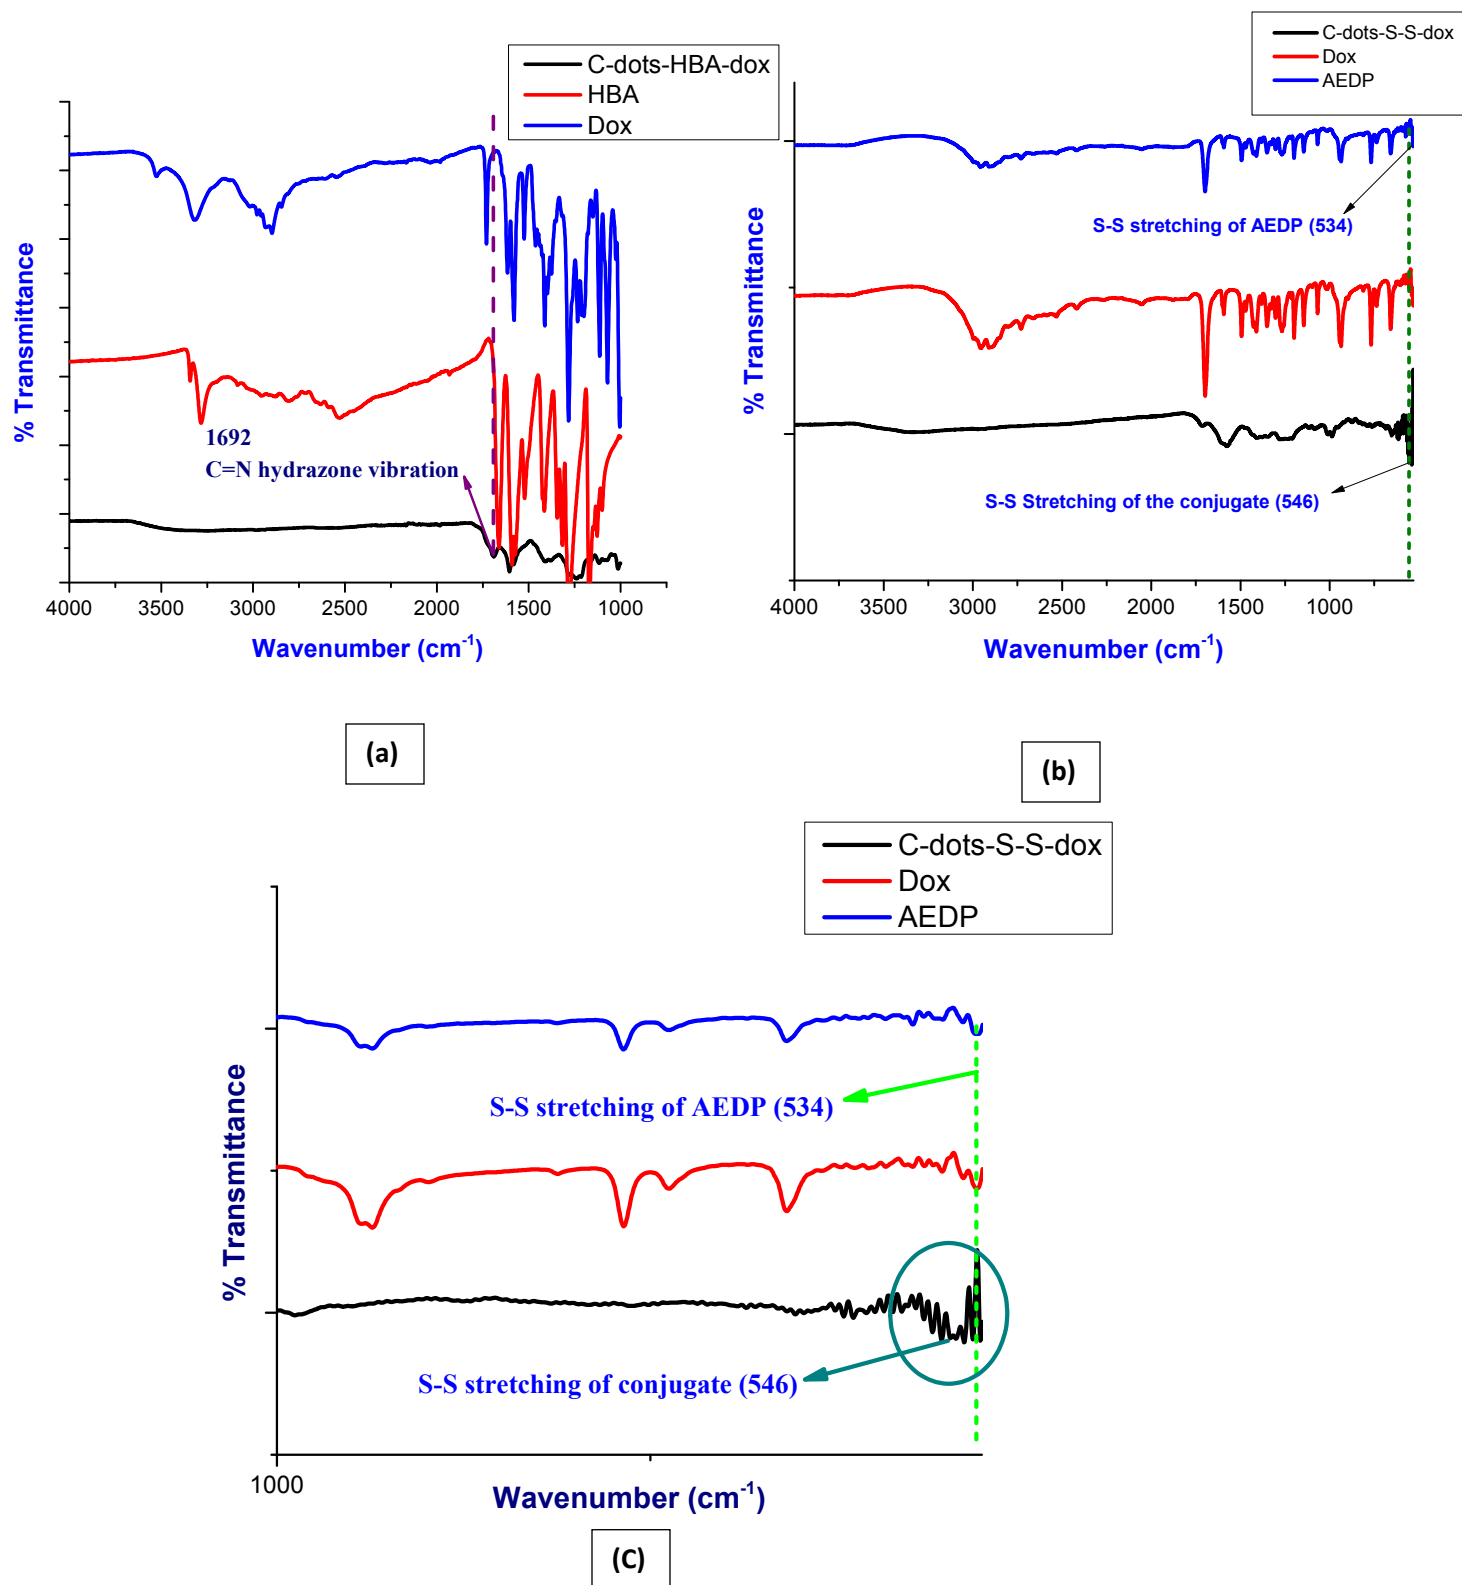 C-dots-HBA-dox
HBA
Dox
% Transmittance
1692
C=N hydrazone vibration
4000 3500 3000 2500 2000 1500 1000
Wavenumber (cm⁻¹)
(a)
C-dots-S-S-dox
Dox
AEDP
% Transmittance
S-S stretching of AEDP (534)
S-S Stretching of the conjugate (546)
4000 3500 3000 2500 2000 1500 1000
Wavenumber (cm⁻¹)
(b)
C-dots-S-S-dox
Dox
AEDP
% Transmittance
S-S stretching of AEDP (534)
S-S stretching of conjugate (546)
1000
Wavenumber (cm⁻¹)
(C)